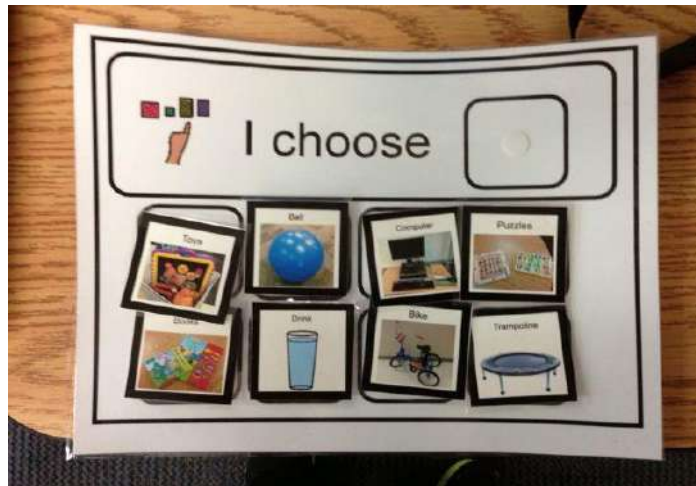 I choose
Toys
Ball
Computer
Puzzles
Books
Drink
Bike
Trampoline